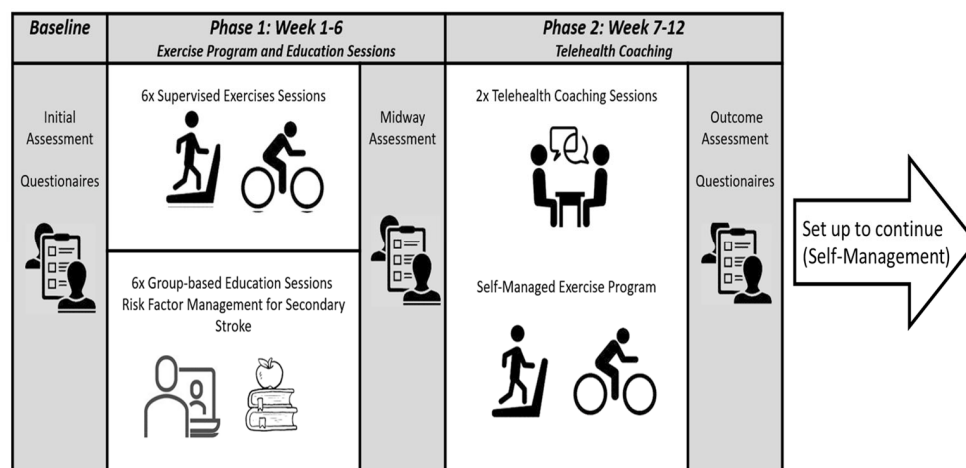 Baseline
Phase 1: Week 1-6
Exercise Program and Education Sessions
Phase 2: Week 7-12
Telehealth Coaching
Initial
Assessment
Questionaires
6x Supervised Exercises Sessions
6x Group-based Education Sessions
Risk Factor Management for Secondary
Stroke
Midway
Assessment
2x Telehealth Coaching Sessions
Self-Managed Exercise Program
Outcome
Assessment
Questionaires
Set up to continue
(Self-Management)